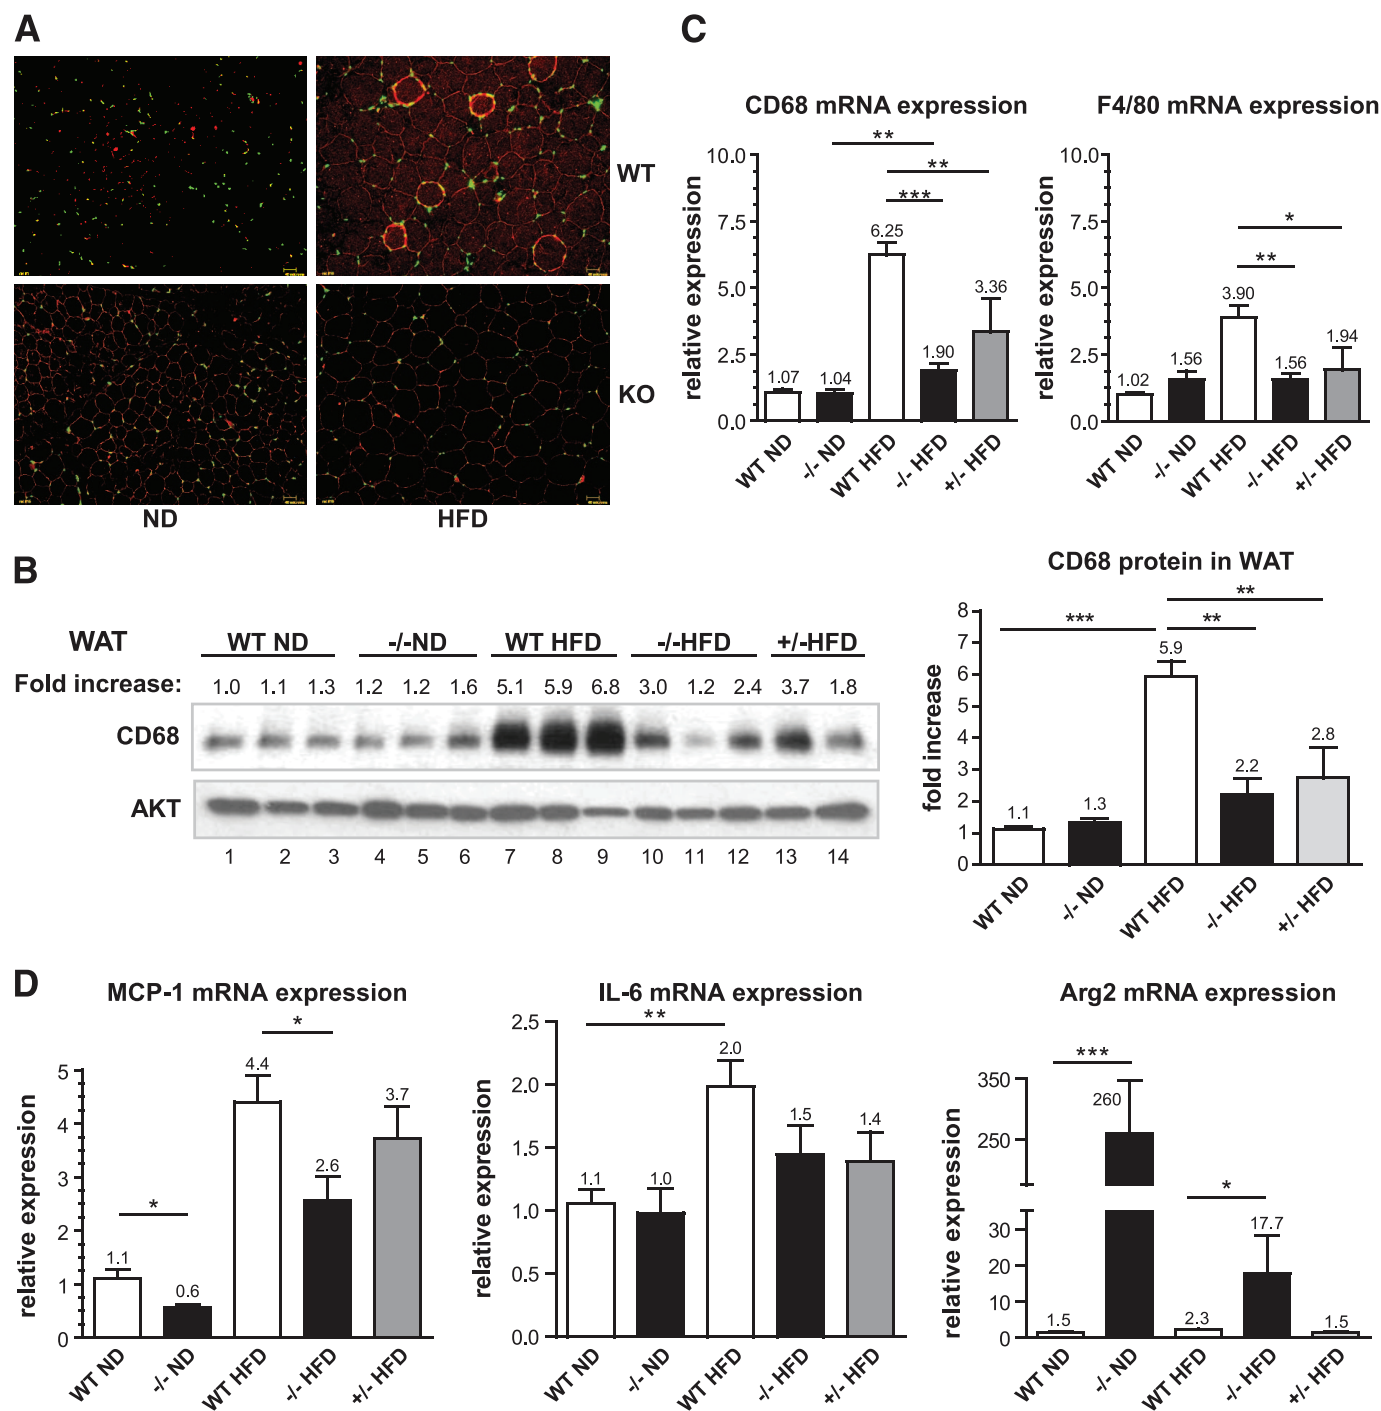 A
WT
KO
ND
HFD
C
CD68 mRNA expression
relative expression
10.0
7.5
5.0
2.5
0.0
**
**
***
1.07
1.04
6.25
1.90
3.36
WT ND
-/- ND
WT HFD
-/- HFD
+/- HFD
F4/80 mRNA expression
relative expression
10.0
7.5
5.0
2.5
0.0
*
**
1.02
1.56
3.90
1.56
1.94
WT ND
-/- ND
WT HFD
-/- HFD
+/- HFD
B
WAT WT ND -/-ND WT HFD -/-HFD +/-HFD
Fold increase: 1.0 1.1 1.3 1.2 1.2 1.6 5.1 5.9 6.8 3.0 1.2 2.4 3.7 1.8
CD68
AKT
1 2 3 4 5 6 7 8 9 10 11 12 13 14
CD68 protein in WAT
fold increase
8
7
6
5
4
3
2
1
0
**
*** **
1.1
1.3
5.9
2.2
2.8
WT ND
-/- ND
WT HFD
-/- HFD
+/- HFD
D
MCP-1 mRNA expression
relative expression
5
4
3
2
1
0
*
*
1.1
0.6
4.4
2.6
3.7
WT ND
-/- ND
WT HFD
-/- HFD
+/- HFD
IL-6 mRNA expression
relative expression
2.5
2.0
1.5
1.0
0.5
0.0
**
1.1
1.0
2.0
1.5
1.4
WT ND
-/- ND
WT HFD
-/- HFD
+/- HFD
Arg2 mRNA expression
relative expression
350
250
30
20
10
0
***
*
1.5
260
2.3
17.7
1.5
WT ND
-/- ND
WT HFD
-/- HFD
+/- HFD